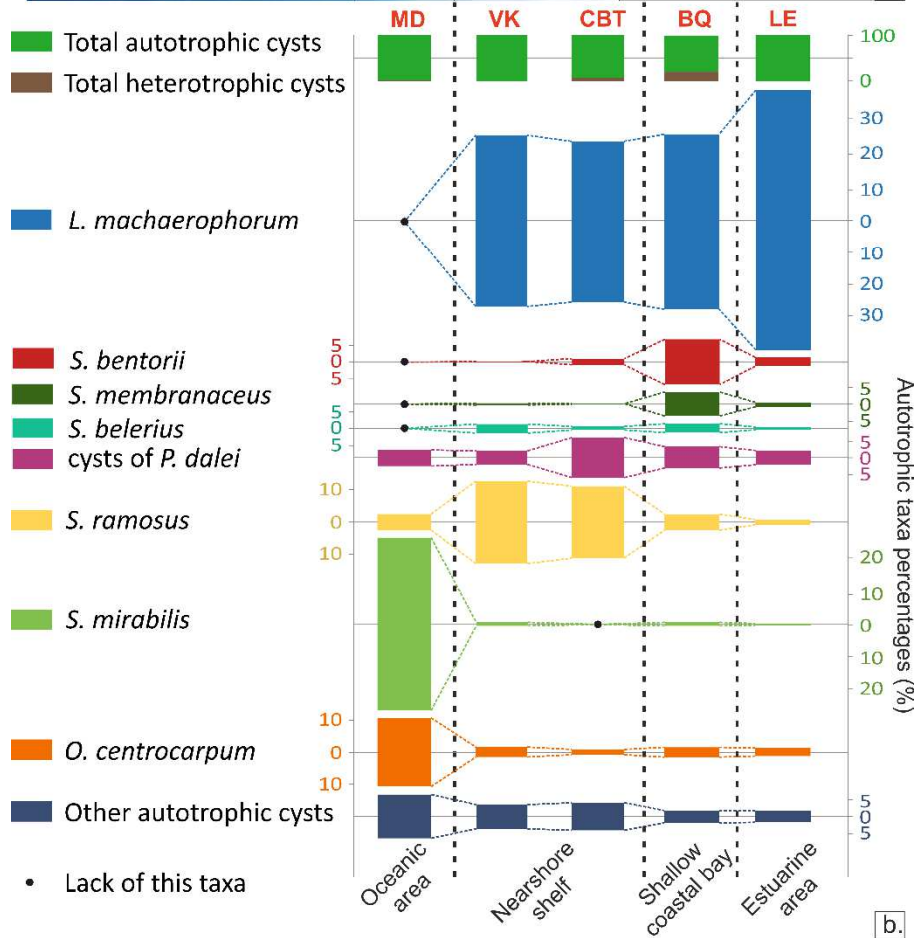 MD VK CBT BQ LE
Total autotrophic cysts
Total heterotrophic cysts
100
0
L. machaerophorum
30
20
10
0
10
20
30
S. bentorii
5
0
5
S. membranaceus
5
0
5
S. belerius
5
0
5
cysts of P. dalei
5
0
5
S. ramosus
10
0
10
S. mirabilis
20
10
0
10
20
O. centrocarpum
10
0
10
Other autotrophic cysts
5
0
5
Autotrophic taxa percentages (%)
• Lack of this taxa
Oceanic
area
Nearshore
shelf
Shallow
coastal bay
Estuarine
area
b.